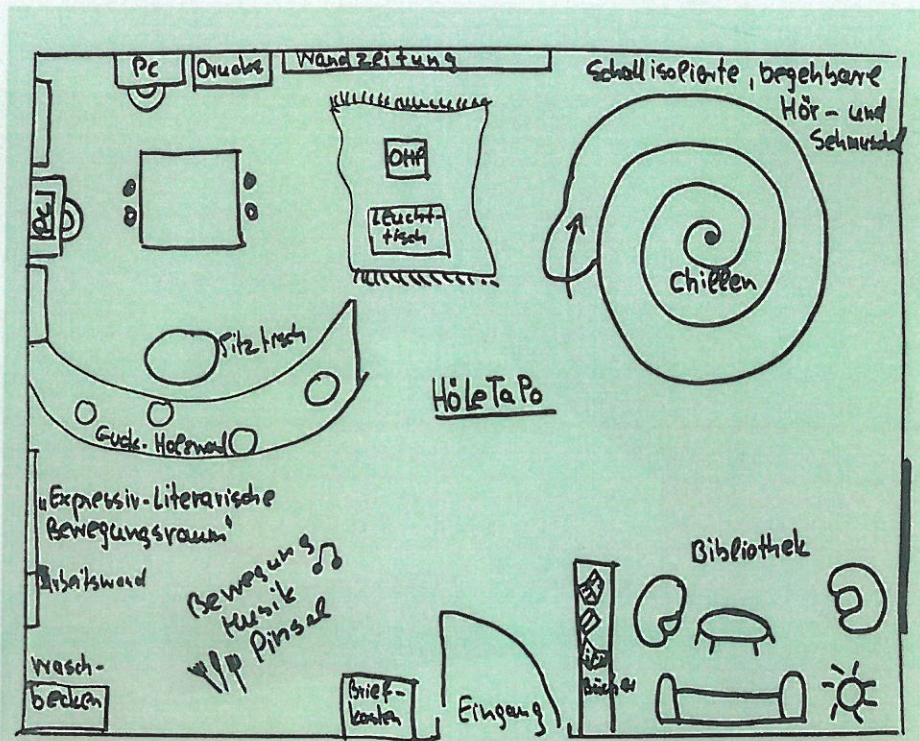 PC
Drucker
Wandzeitung
Schallisolierte, begehbare
Hör- und
OHP
Leucht-
tisch
PC
Chillen
Sitztisch
HöLeTaPo
Guck-Holzwand
„Expressiv-Literarische
Bewegungsraum"
Arbeitswand
Bewegung
Musik
Pinsel
Bibliothek
Wasch-
becken
Brief-
kasten
Eingang
Bücher